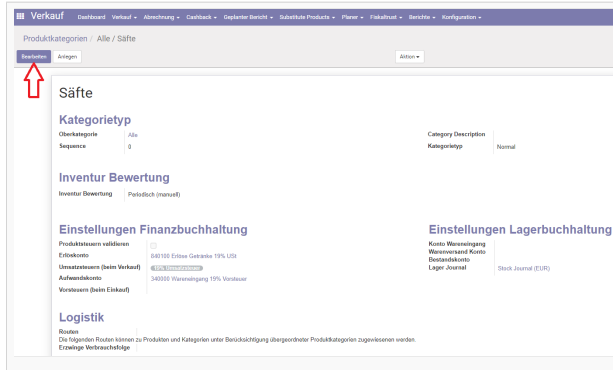 Verkauf Dashboard Verkauf Abrechnung Cashback Geplanter Bericht Substitute Products Planer Fiskaltrust Berichte Konfiguration
Produktkategorien / Alle / Säfte
Bearbeiten Anlegen Aktion
Säfte
Kategorietyp
Oberkategorie Alle Category Description
Sequence 0 Kategorietyp Normal
Inventur Bewertung
Inventur Bewertung Periodisch (manuell)
Einstellungen Finanzbuchhaltung Einstellungen Lagerbuchhaltung
Produktsteuern validieren Konto Wareneingang
Erlöskonto 840100 Erlöse Getränke 19% USt Warenversand Konto
Bestandskonto
Umsatzsteuern (beim Verkauf) Lager Journal Stock Journal (EUR)
Aufwandskonto 340000 Wareneingang 19% Vorsteuer
Vorsteuern (beim Einkauf)
Logistik
Routen
Die folgenden Routen können zu Produkten und Kategorien unter Berücksichtigung übergeordneter Produktkategorien zugewiesenen werden.
Erzwinge Verbrauchsfolge